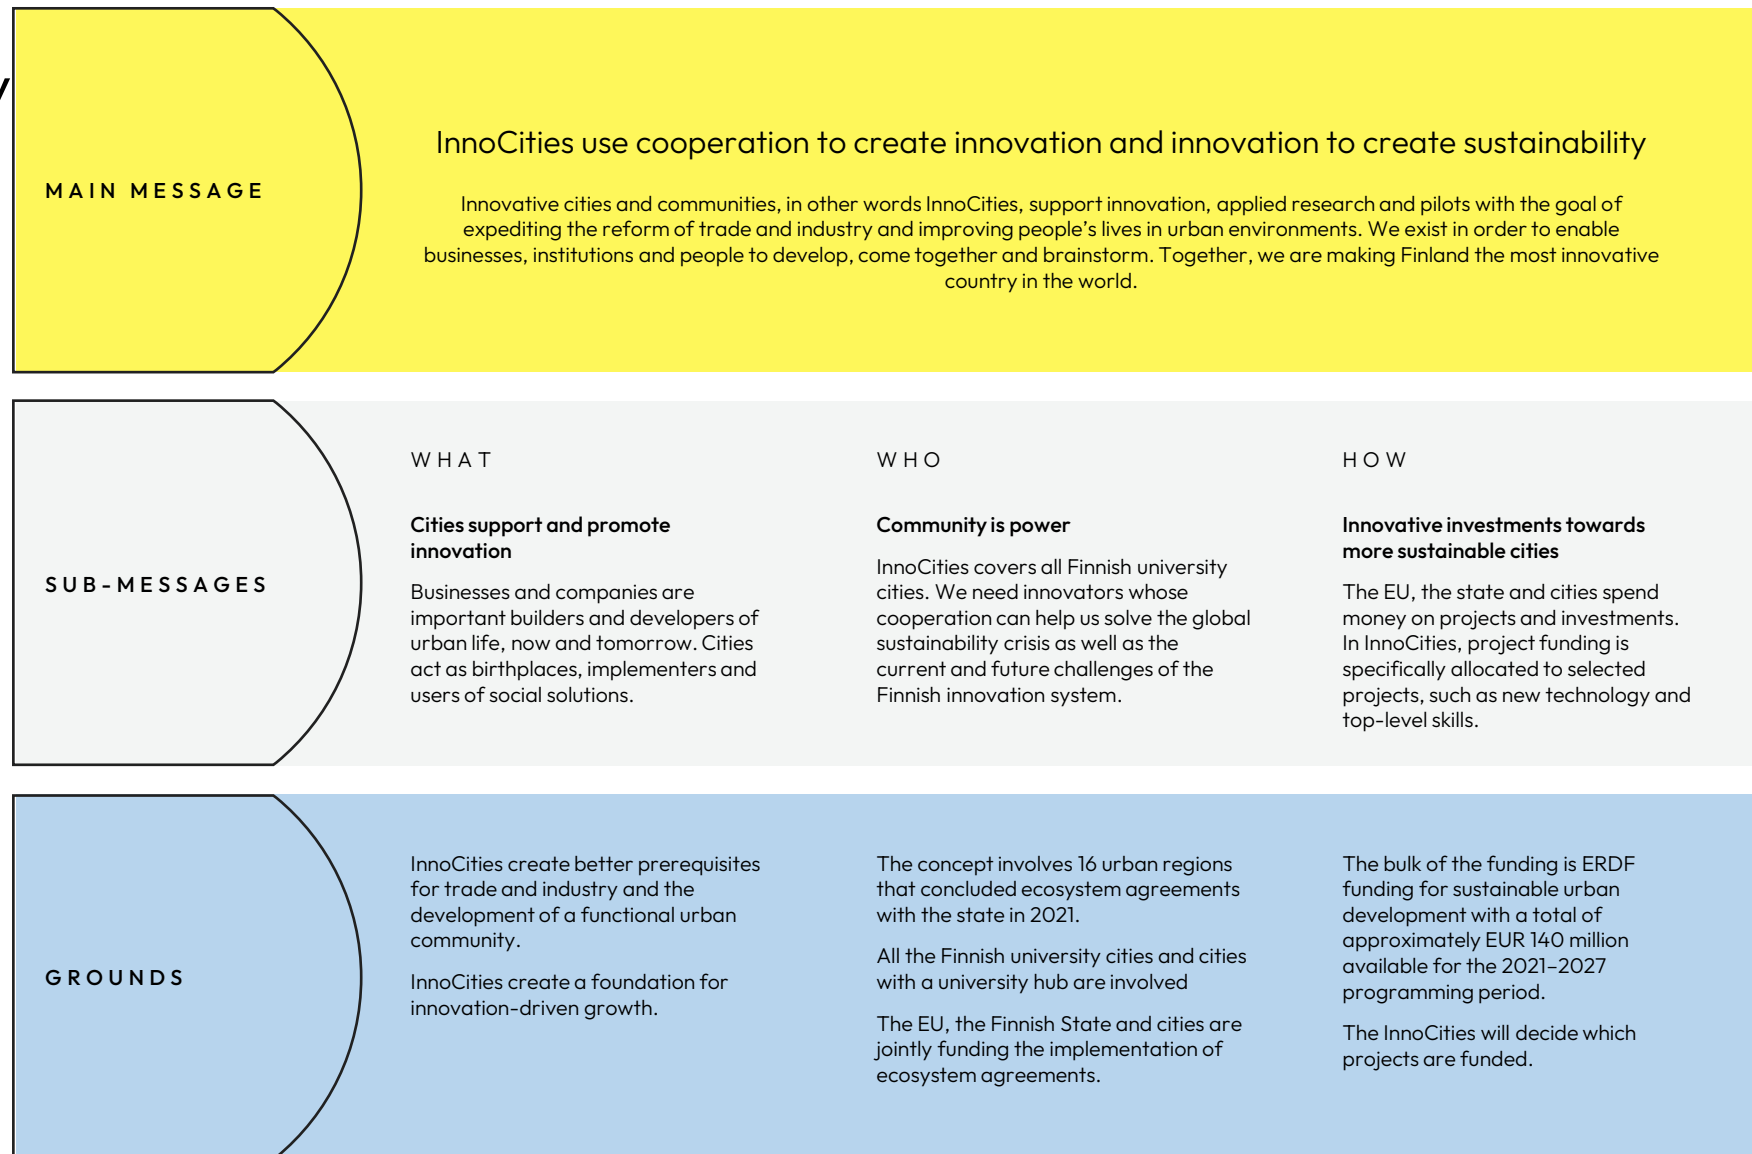 MAIN MESSAGE
InnoCities use cooperation to create innovation and innovation to create sustainability
Innovative cities and communities, in other words InnoCities, support innovation, applied research and pilots with the goal of
expediting the reform of trade and industry and improving people's lives in urban environments. We exist in order to enable
businesses, institutions and people to develop, come together and brainstorm. Together, we are making Finland the most innovative
country in the world.
SUB-MESSAGES
WHAT
Cities support and promote
innovation
Businesses and companies are
important builders and developers of
urban life, now and tomorrow. Cities
act as birthplaces, implementers and
users of social solutions.
WHO
Community is power
InnoCities covers all Finnish university
cities. We need innovators whose
cooperation can help us solve the global
sustainability crisis as well as the
current and future challenges of the
Finnish innovation system.
HOW
Innovative investments towards
more sustainable cities
The EU, the state and cities spend
money on projects and investments.
In InnoCities, project funding is
specifically allocated to selected
projects, such as new technology and
top-level skills.
GROUNDS
InnoCities create better prerequisites
for trade and industry and the
development of a functional urban
community.
InnoCities create a foundation for
innovation-driven growth.
The concept involves 16 urban regions
that concluded ecosystem agreements
with the state in 2021.
All the Finnish university cities and cities
with a university hub are involved
The EU, the Finnish State and cities are
jointly funding the implementation of
ecosystem agreements.
The bulk of the funding is ERDF
funding for sustainable urban
development with a total of
approximately EUR 140 million
available for the 2021–2027
programming period.
The InnoCities will decide which
projects are funded.